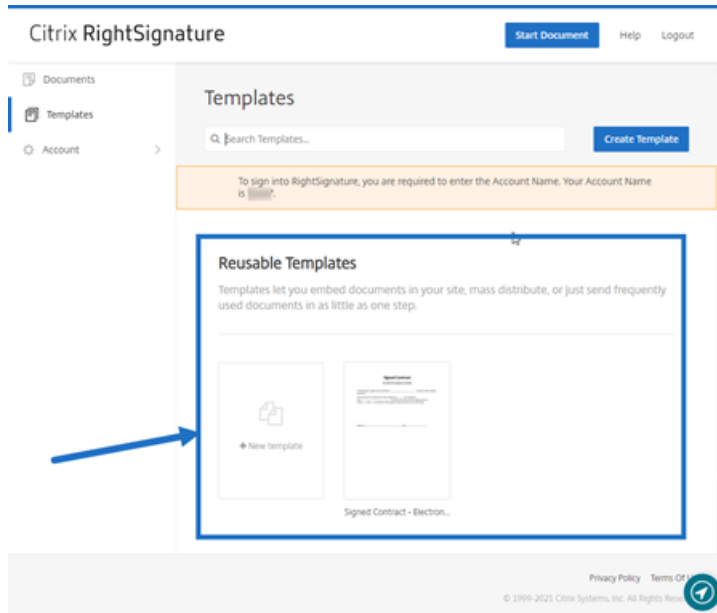 Citrix RightSignature
Start Document
Help
Logout
Documents
Templates
Account
Templates
Search Templates...
Create Template
To sign into RightSignature, you are required to enter the Account Name. Your Account Name
is
Reusable Templates
Templates let you embed documents in your site, mass distribute, or just send frequently
used documents in as little as one step.
+ New template
Signed Contract
Signed Contract - Electron...
Privacy Policy
Terms Of
© 1999-2021 Citrix Systems, Inc. All Rights